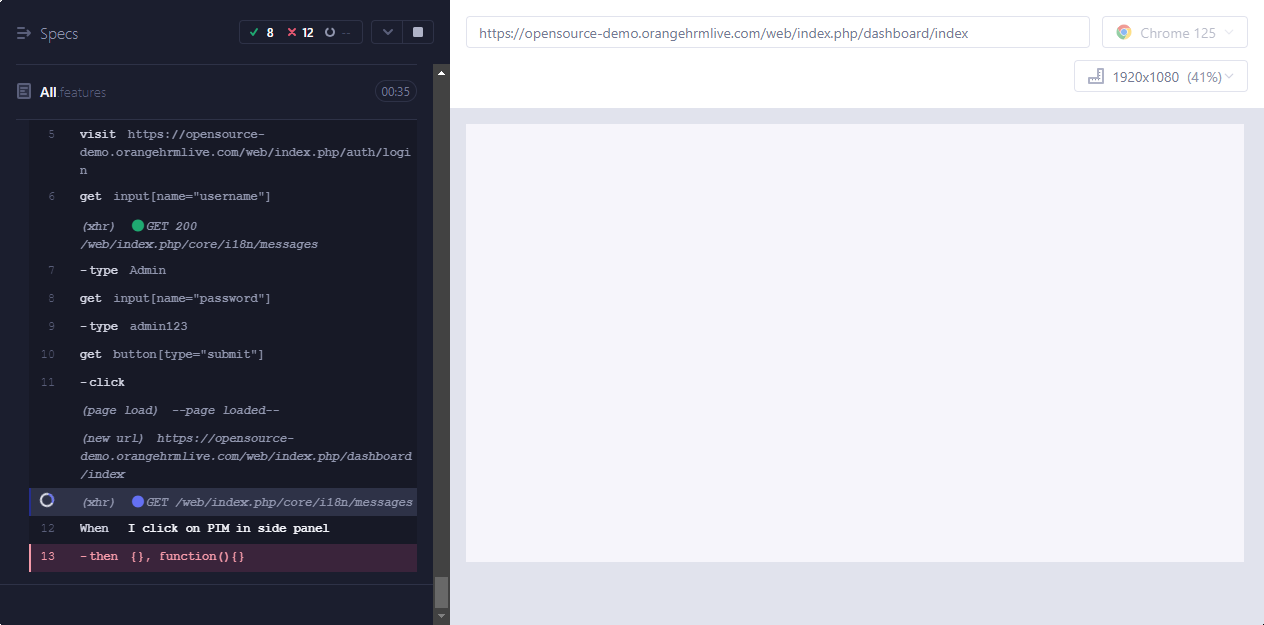 Specs
8 12 --
All.features
00:35
5 visit https://opensource-
demo.orangehrmlive.com/web/index.php/auth/logi
n
6 get input[name="username"]
(xhr) GET 200
/web/index.php/core/i18n/messages
7 -type Admin
8 get input[name="password"]
9 -type admin123
10 get button[type="submit"]
11 -click
(page load) --page loaded--
(new url) https://opensource-
demo.orangehrmlive.com/web/index.php/dashboard
/index
(xhr) GET /web/index.php/core/i18n/messages
12 When I click on PIM in side panel
13 -then {}, function(){}
https://opensource-demo.orangehrmlive.com/web/index.php/dashboard/index
Chrome 125
1920x1080 (41%)